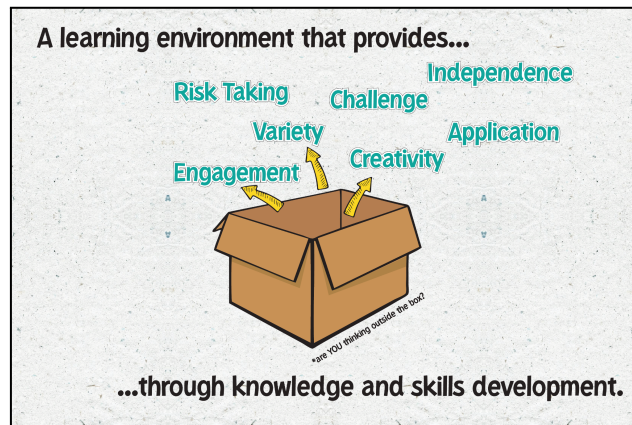 A learning environment that provides...
Independence
Risk Taking
Challenge
Variety
Application
Creativity
Engagement
*are YOU thinking outside the box?
...through knowledge and skills development.